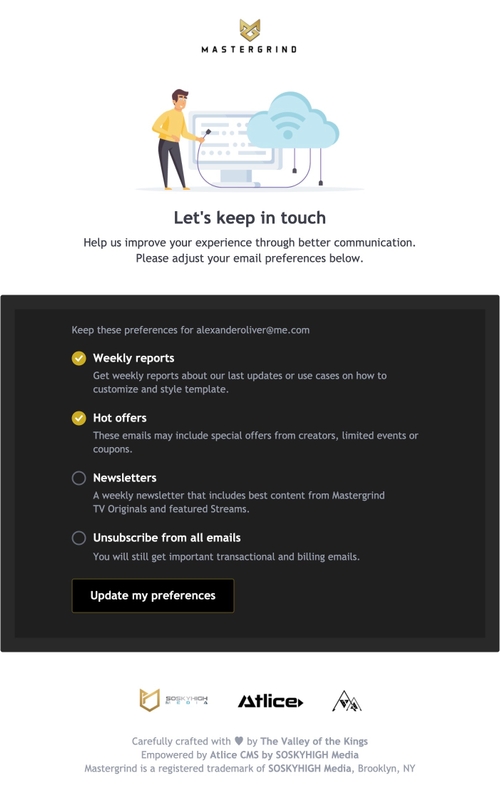 MASTERGRIND
Let's keep in touch
Help us improve your experience through better communication.
Please adjust your email preferences below.
Keep these preferences for alexanderoliver@me.com
Weekly reports
Get weekly reports about our last updates or use cases on how to
customize and style template.
Hot offers
These emails may include special offers from creators, limited events or
coupons.
Newsletters
A weekly newsletter that includes best content from Mastergrind
TV Originals and featured Streams.
Unsubscribe from all emails
You will still get important transactional and billing emails.
Update my preferences
SOSKYHIGH
MEDIA
Atlice
Carefully crafted with ♥ by The Valley of the Kings
Empowered by Atlice CMS by SOSKYHIGH Media
Mastergrind is a registered trademark of SOSKYHIGH Media, Brooklyn, NY